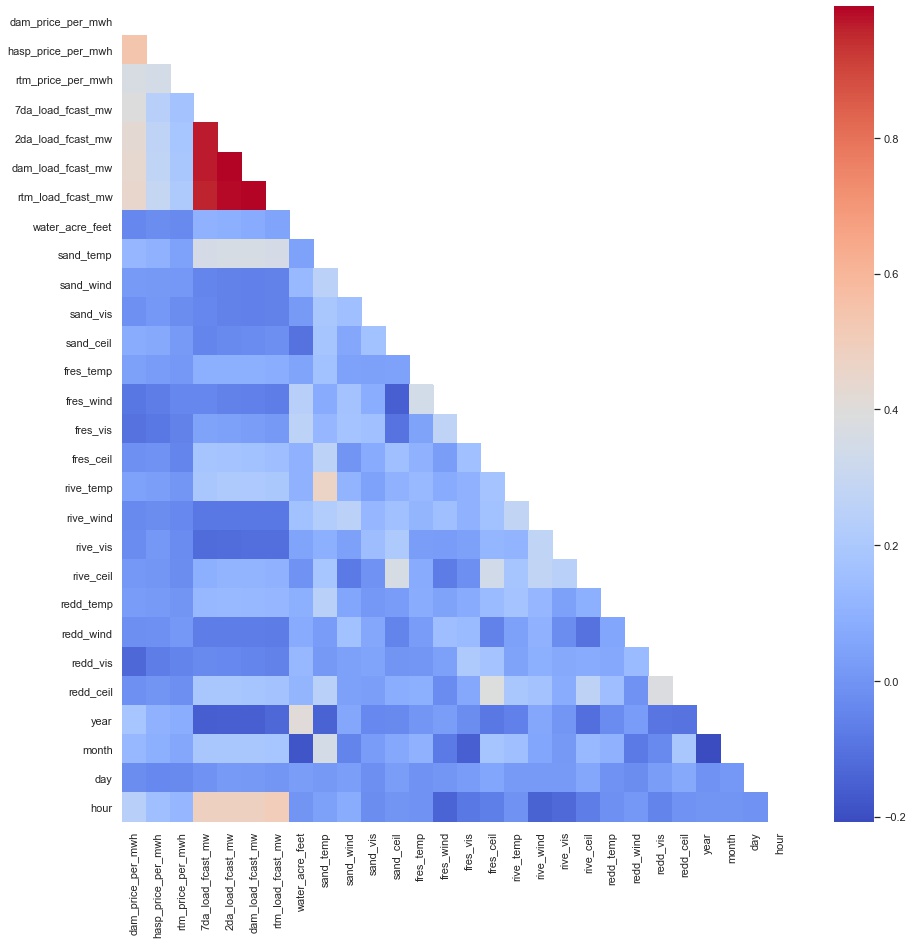 dam_price_per_mwh
hasp_price_per_mwh
rtm_price_per_mwh
7da_load_fcast_mw
2da_load_fcast_mw
dam_load_fcast_mw
rtm_load_fcast_mw
water_acre_feet
sand_temp
sand_wind
sand_vis
sand_ceil
fres_temp
fres_wind
fres_vis
fres_ceil
rive_temp
rive_wind
rive_vis
rive_ceil
redd_temp
redd_wind
redd_vis
redd_ceil
year
month
day
hour
dam_price_per_mwh
hasp_price_per_mwh
rtm_price_per_mwh
7da_load_fcast_mw
2da_load_fcast_mw
dam_load_fcast_mw
rtm_load_fcast_mw
water_acre_feet
sand_temp
sand_wind
sand_vis
sand_ceil
fres_temp
fres_wind
fres_vis
fres_ceil
rive_temp
rive_wind
rive_vis
rive_ceil
redd_temp
redd_wind
redd_vis
redd_ceil
year
month
day
hour
0.8
0.6
0.4
0.2
0.0
−0.2